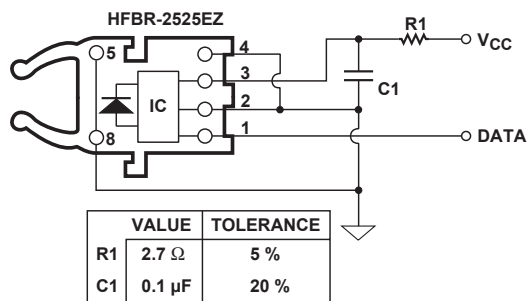 HFBR-2525EZ
R1
VCC
5
4
3
C1
IC
2
1
DATA
8
VALUE TOLERANCE
R1 2.7 Ω 5 %
C1 0.1 µF 20 %